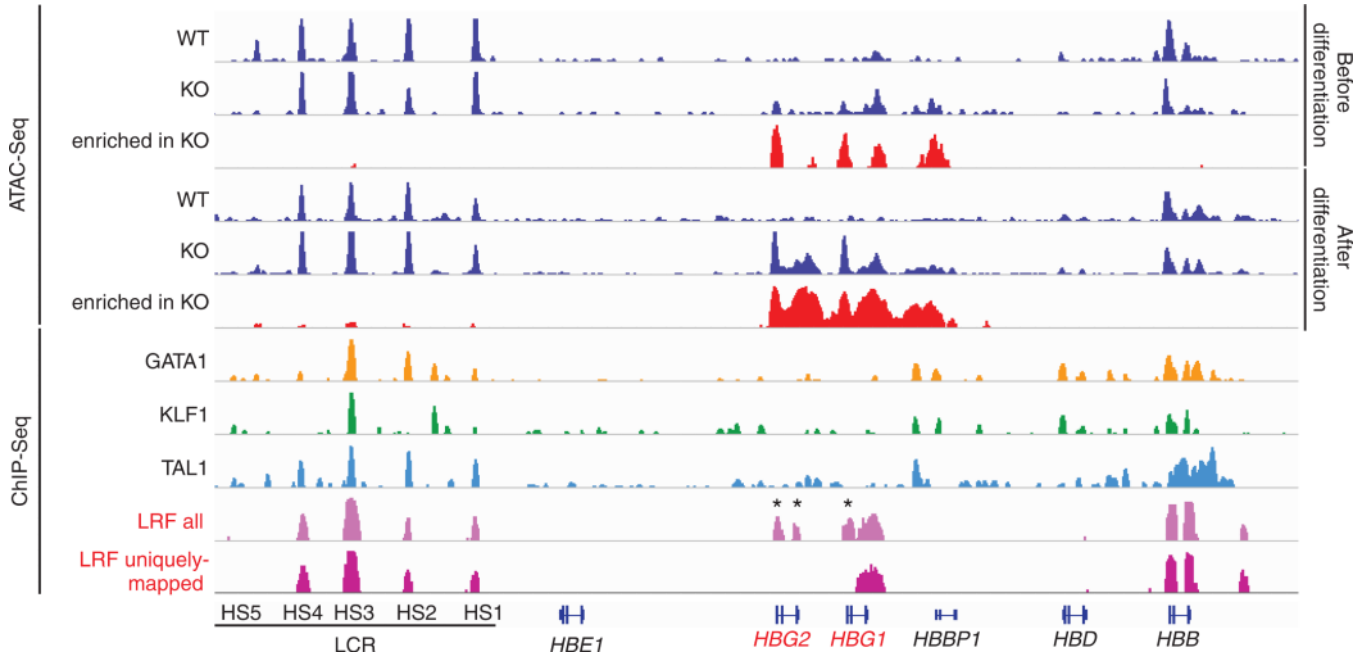 WT
KO
enriched in KO
WT
KO
enriched in KO
GATA1
KLF1
TAL1
* * *
LRF all
LRF uniquely-
mapped
ATAC-Seq
ChIP-Seq
Before
differentiation
After
differentiation
HS5 HS4 HS3 HS2 HS1
LCR
HBE1 HBG2 HBG1 HBBP1 HBD HBB